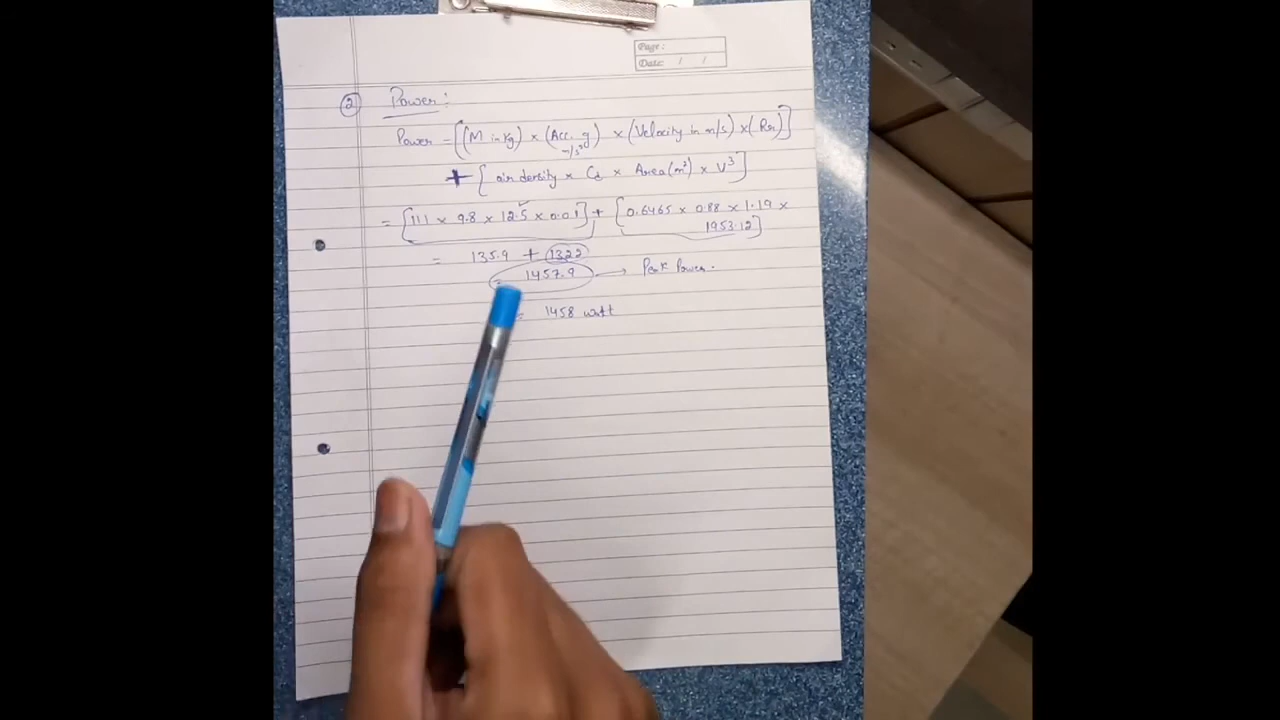 Page:
Date: / /
② Power:
Power = [(M in Kg) × (Acc. g) × (Velocity in m/s) × (Rr)]
m/s²
+ [air density × Cd × Area(m²) × V³]
= [111 × 9.8 × 12.5 × 0.01] + [0.6465 × 0.88 × 1.19 ×
1953.12]
= 135.9 + 1322
= 1457.9 → Peak Power.
= 1458 watt